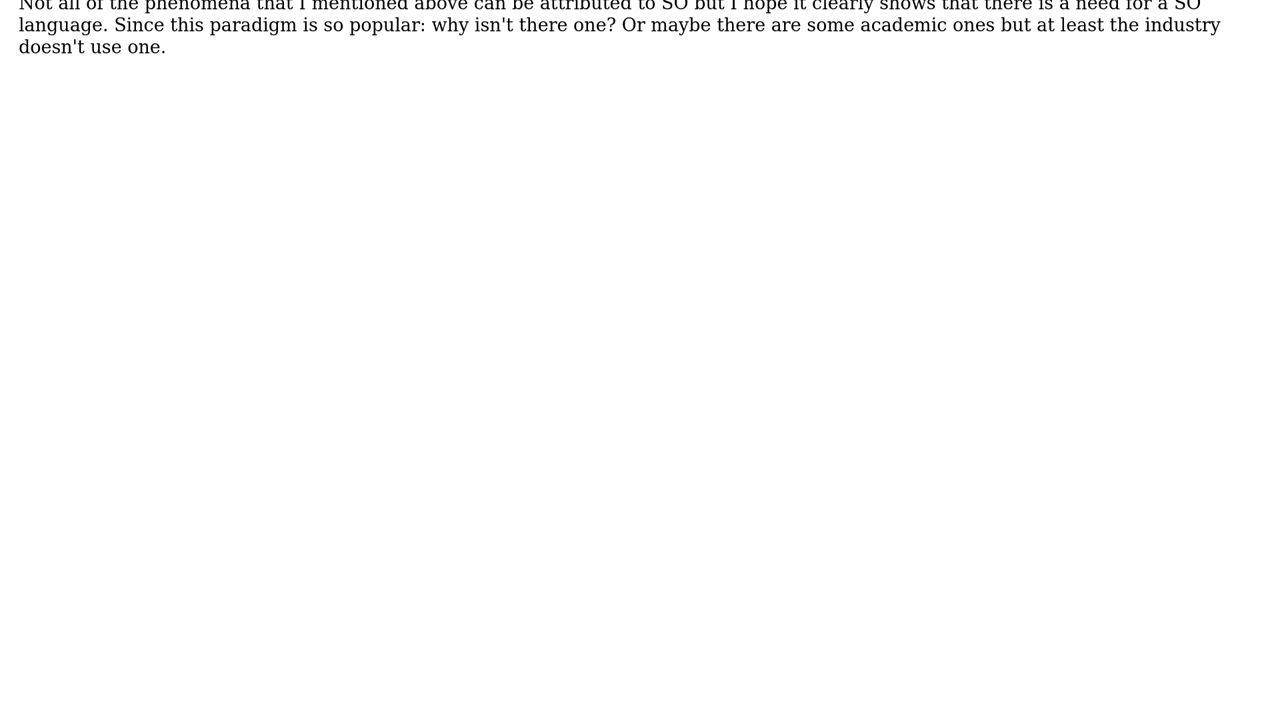 Not all of the phenomena that I mentioned above can be attributed to SO but I hope it clearly shows that there is a need for a SO
language. Since this paradigm is so popular: why isn't there one? Or maybe there are some academic ones but at least the industry
doesn't use one.